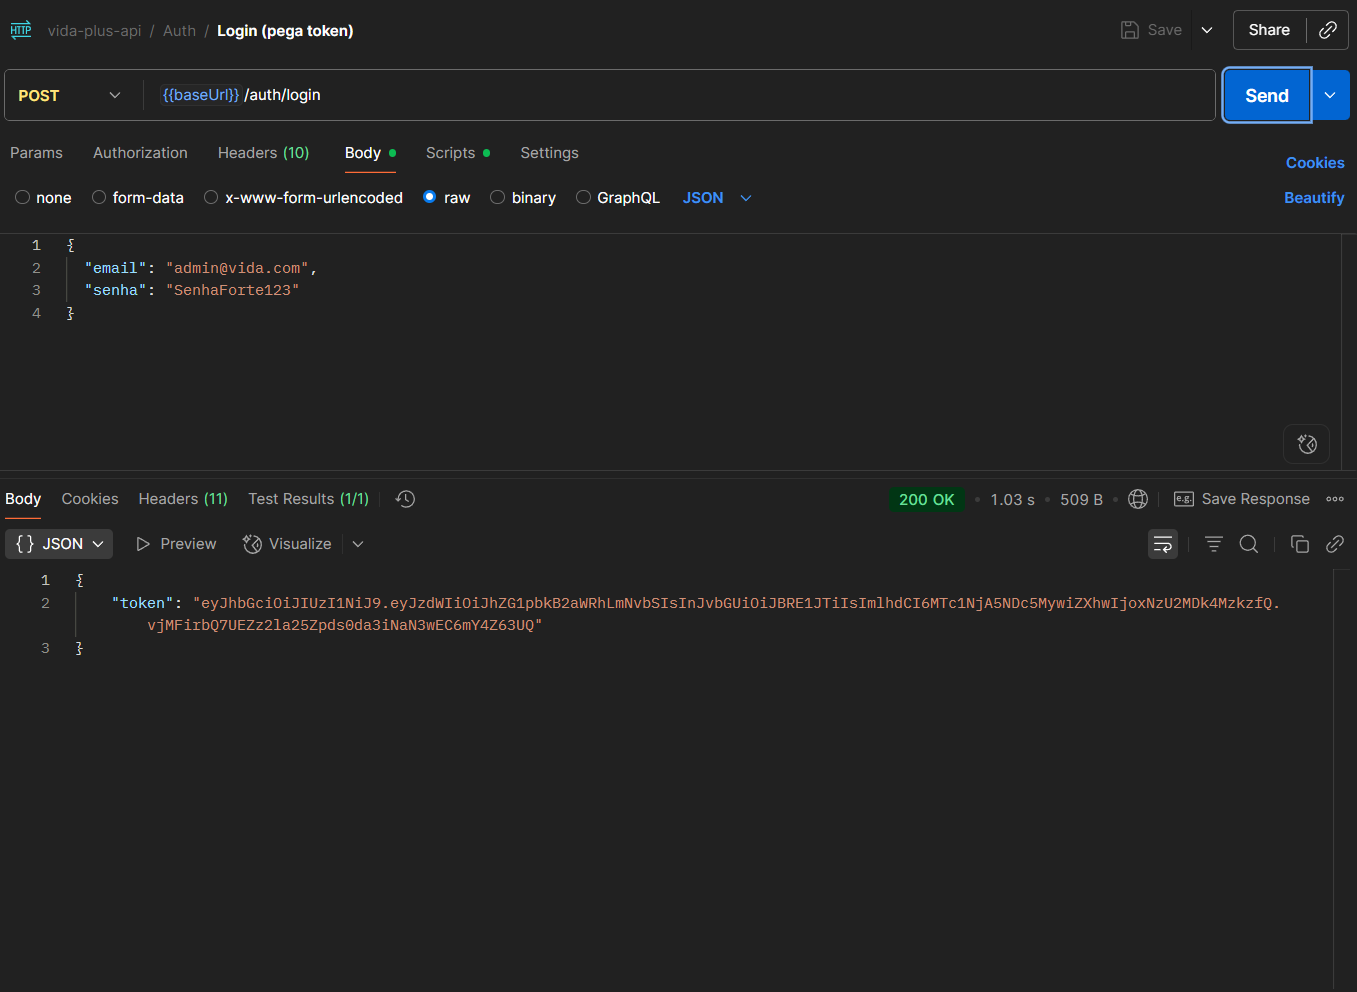 HTTP vida-plus-api / Auth / Login (pega token) Save Share
POST {{baseUrl}} /auth/login Send
Params Authorization Headers (10) Body Scripts Settings Cookies
none form-data x-www-form-urlencoded raw binary GraphQL JSON Beautify
1 {
2 "email": "admin@vida.com",
3 "senha": "SenhaForte123"
4 }
Body Cookies Headers (11) Test Results (1/1) 200 OK • 1.03 s • 509 B • e.g. Save Response
{} JSON Preview Visualize
1 {
2 "token": "eyJhbGciOiJIUzI1NiJ9.eyJzdWIiOiJhZG1pbkB2aWRhLmNvbSIsInJvbGUiOiJBRE1JTiIsImlhdCI6MTc1NjA5NDc5MywiZXhwIjoxNzU2MDk4MzkzfQ.
vjMFirbQ7UEZz2la25Zpds0da3iNaN3wEC6mY4Z63UQ"
3 }